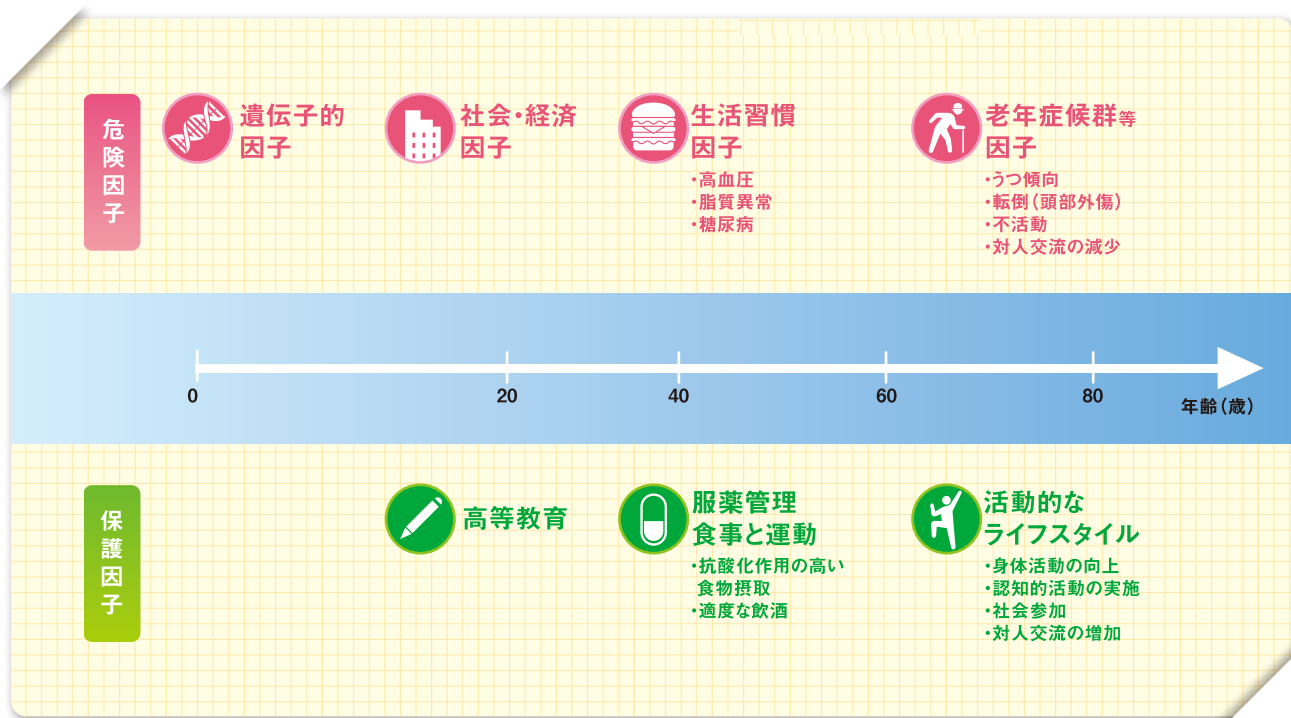 危険因子
遺伝子的
因子
社会・経済
因子
生活習慣
因子
・高血圧
・脂質異常
・糖尿病
老年症候群等
因子
・うつ傾向
・転倒（頭部外傷）
・不活動
・対人交流の減少
0
20
40
60
80
年齢（歳）
保護因子
高等教育
服薬管理
食事と運動
・抗酸化作用の高い
食物摂取
・適度な飲酒
活動的な
ライフスタイル
・身体活動の向上
・認知的活動の実施
・社会参加
・対人交流の増加